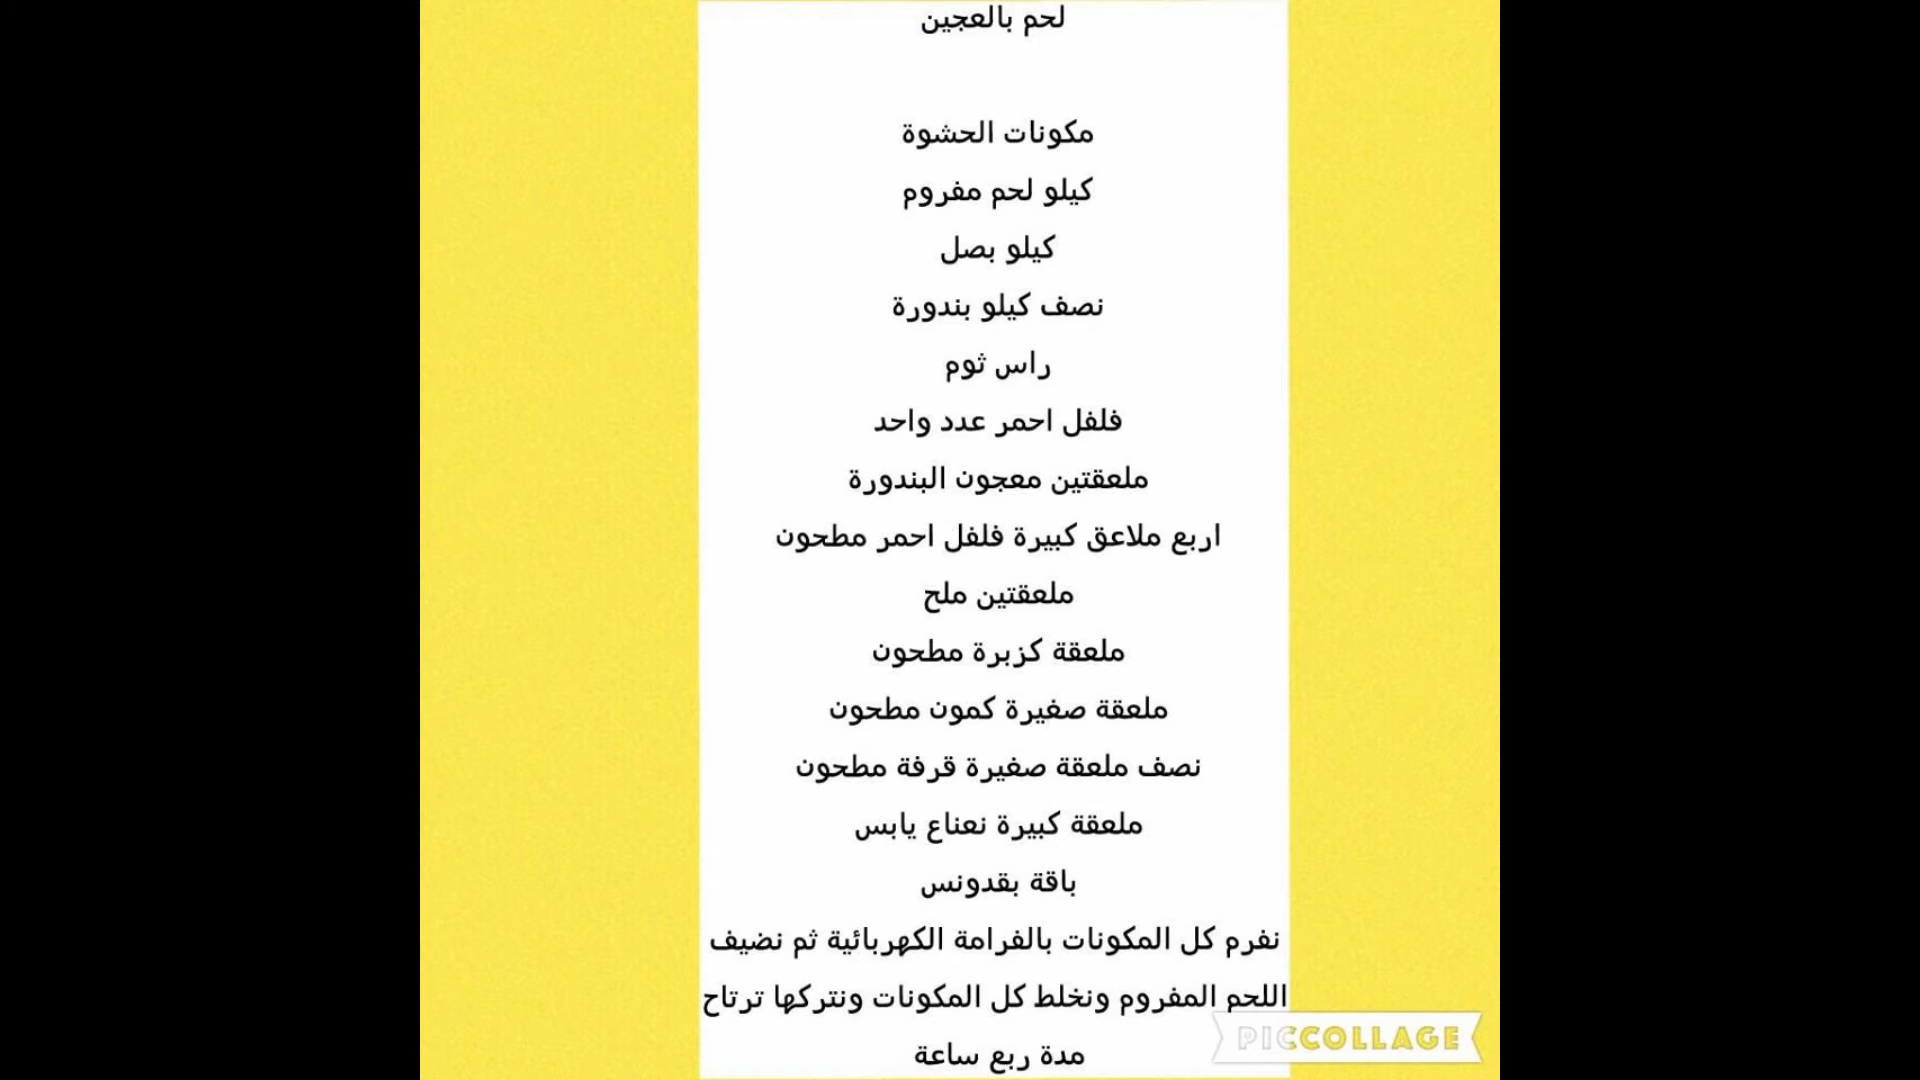 لحم بالعجين
مكونات الحشوة
كيلو لحم مفروم
كيلو بصل
نصف كيلو بندورة
راس ثوم
فلفل احمر عدد واحد
ملعقتين معجون البندورة
اربع ملاعق كبيرة فلفل احمر مطحون
ملعقتين ملح
ملعقة كزبرة مطحون
ملعقة صغيرة كمون مطحون
نصف ملعقة صغيرة قرفة مطحون
ملعقة كبيرة نعناع يابس
باقة بقدونس
نفرم كل المكونات بالفرامة الكهربائية ثم نضيف
اللحم المفروم ونخلط كل المكونات ونتركها ترتاح
مدة ربع ساعة
PICCOLLAGE